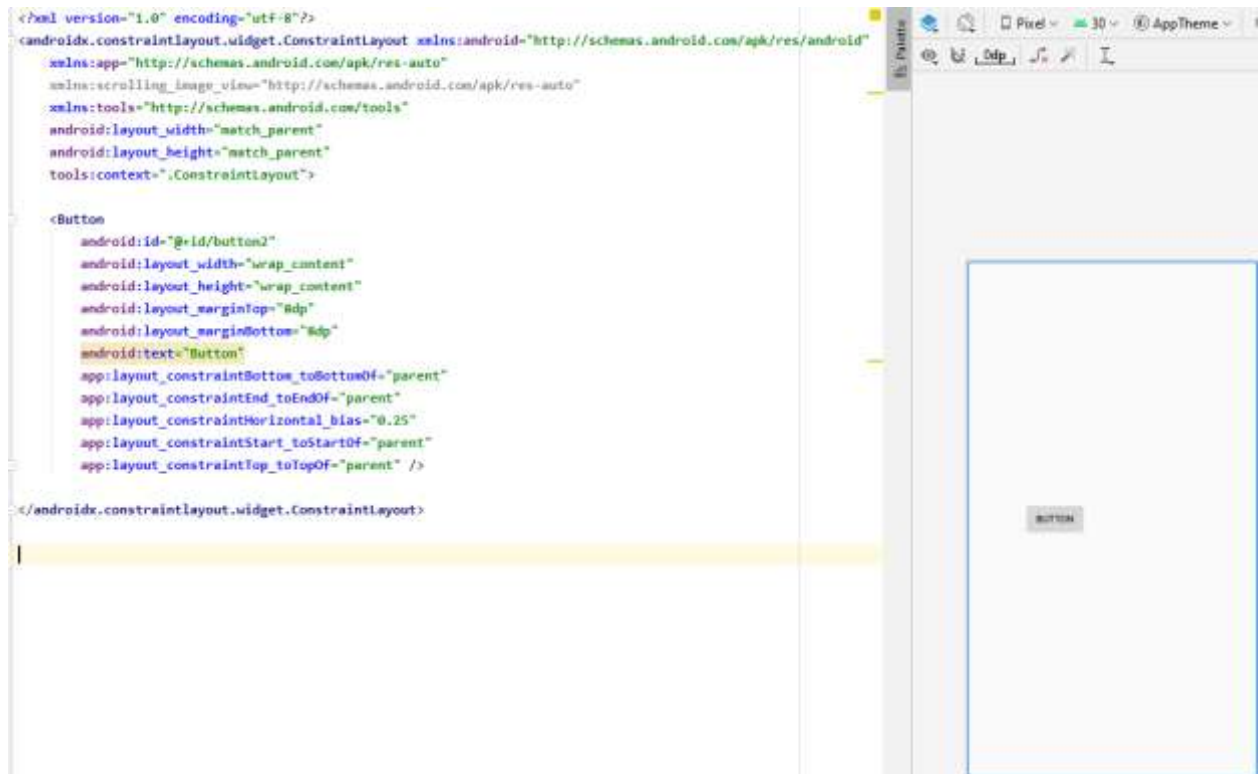 <?xml version="1.0" encoding="utf-8"?>
<androidx.constraintlayout.widget.ConstraintLayout xmlns:android="http://schemas.android.com/apk/res/android"
xmlns:app="http://schemas.android.com/apk/res-auto"
xmlns:scrolling_image_view="http://schemas.android.com/apk/res-auto"
xmlns:tools="http://schemas.android.com/tools"
android:layout_width="match_parent"
android:layout_height="match_parent"
tools:context=".ConstraintLayout">
<Button
android:id="@+id/button2"
android:layout_width="wrap_content"
android:layout_height="wrap_content"
android:layout_marginTop="8dp"
android:layout_marginBottom="8dp"
android:text="Button"
app:layout_constraintBottom_toBottomOf="parent"
app:layout_constraintEnd_toEndOf="parent"
app:layout_constraintHorizontal_bias="0.25"
app:layout_constraintStart_toStartOf="parent"
app:layout_constraintTop_toTopOf="parent" />
</androidx.constraintlayout.widget.ConstraintLayout>
Palette
Pixel 30 AppTheme
0dp
BUTTON